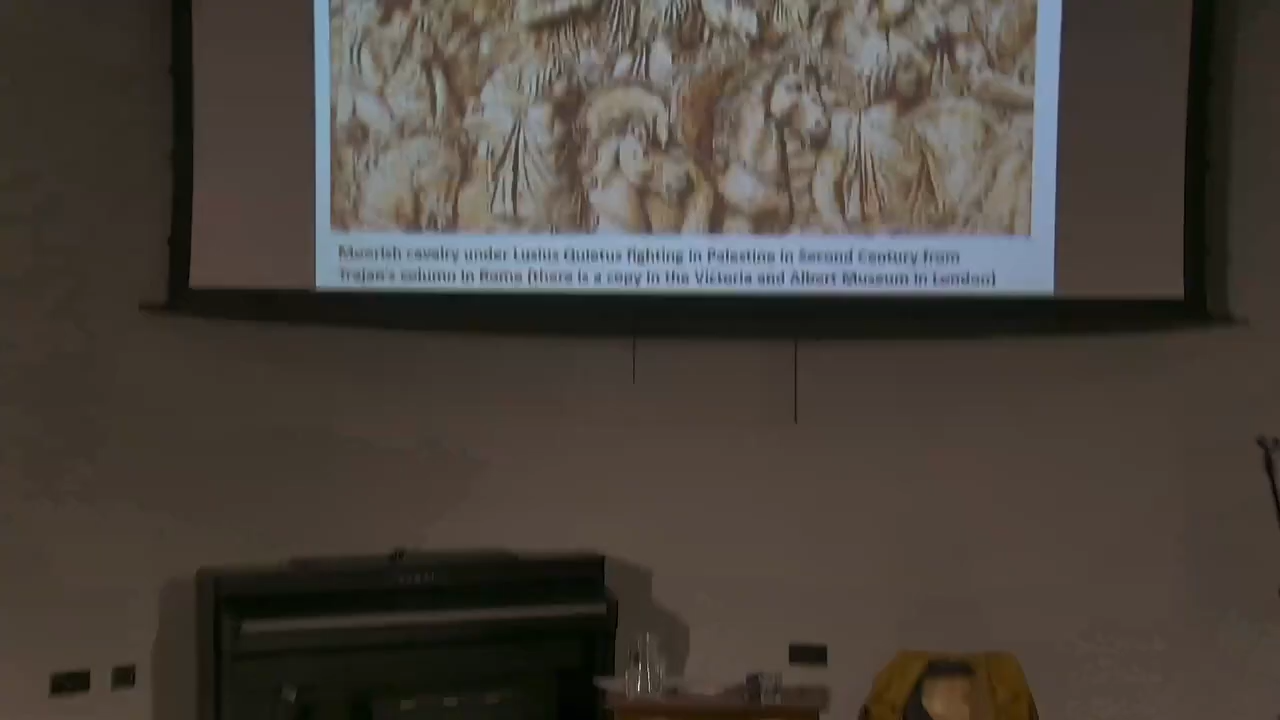 Moorish cavalry under Lusius Quietus fighting in Palestine in Second Century from
Trajan's column in Rome (there is a copy in the Victoria and Albert Museum in London)